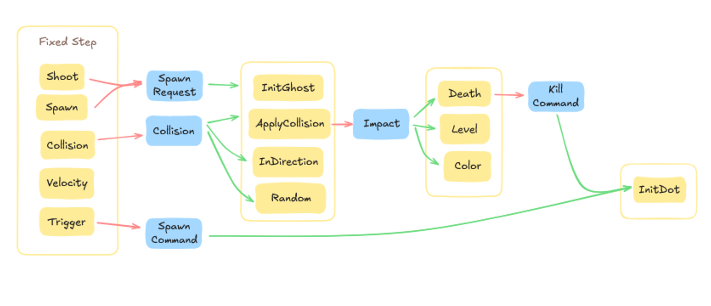 Fixed Step
Shoot
Spawn
Collision
Velocity
Trigger
Spawn
Request
Collision
Spawn
Command
InitGhost
ApplyCollision
InDirection
Random
Impact
Death
Level
Color
Kill
Command
InitDot